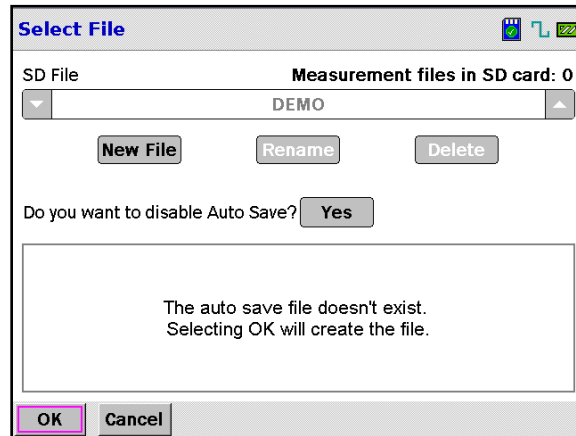 Select File
SD File Measurement files in SD card: 0
DEMO
New File Rename Delete
Do you want to disable Auto Save? Yes
The auto save file doesn't exist.
Selecting OK will create the file.
OK Cancel